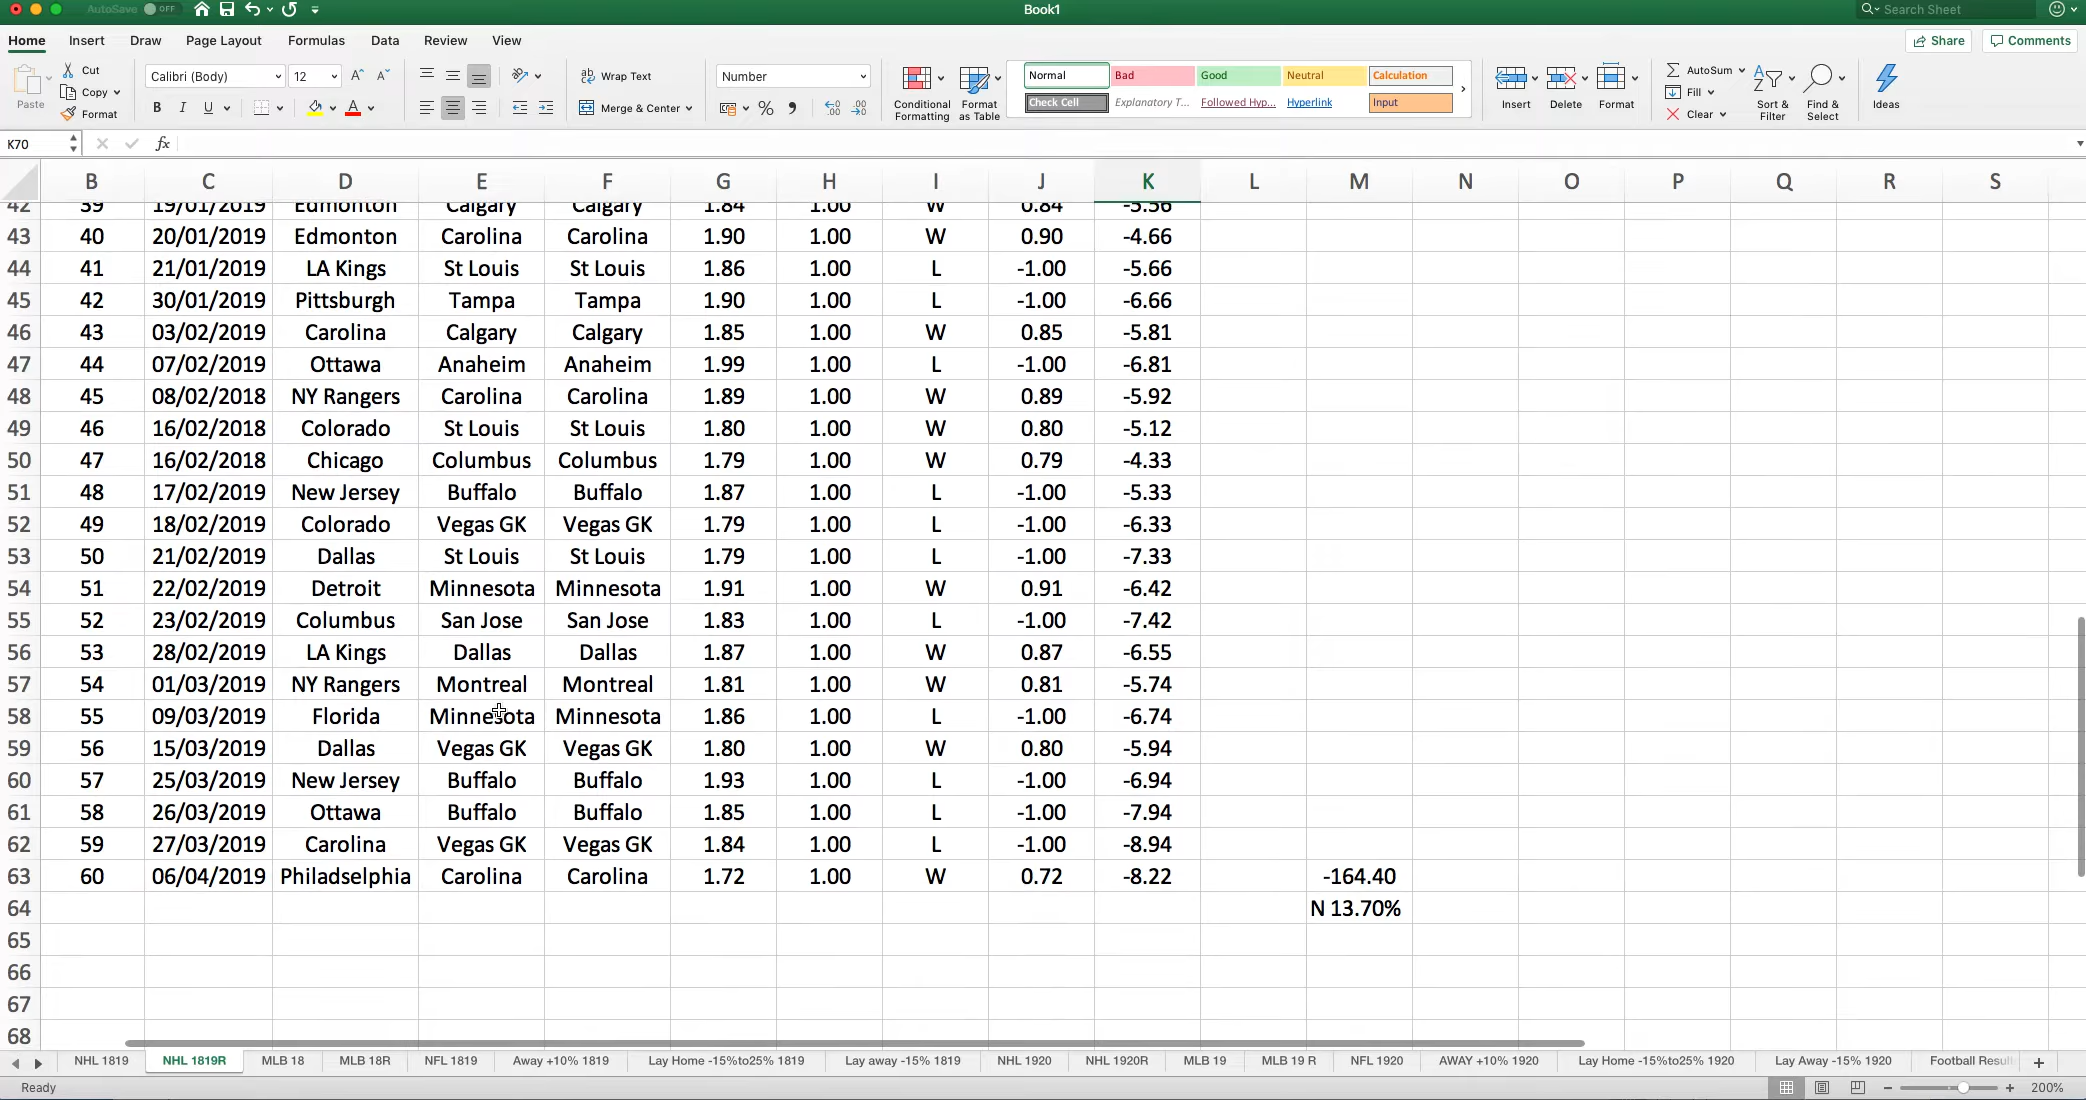 AutoSave OFF Book1 Search Sheet
Home Insert Draw Page Layout Formulas Data Review View Share Comments
Paste Cut Copy Format
Calibri (Body) 12 A^ A˅
B I U A
ab Wrap Text
Merge & Center
Number
% ,
Conditional Formatting
Format as Table
Normal Bad Good Neutral Calculation
Check Cell Explanatory T... Followed Hyp... Hyperlink Input
Insert Delete Format
AutoSum
Fill
Clear
Sort & Filter
Find & Select
Ideas
K70 fx
B C D E F G H I J K L M N O P Q R S
42 39 19/01/2019 Edmonton Calgary Calgary 1.84 1.00 W 0.84 -5.56
43 40 20/01/2019 Edmonton Carolina Carolina 1.90 1.00 W 0.90 -4.66
44 41 21/01/2019 LA Kings St Louis St Louis 1.86 1.00 L -1.00 -5.66
45 42 30/01/2019 Pittsburgh Tampa Tampa 1.90 1.00 L -1.00 -6.66
46 43 03/02/2019 Carolina Calgary Calgary 1.85 1.00 W 0.85 -5.81
47 44 07/02/2019 Ottawa Anaheim Anaheim 1.99 1.00 L -1.00 -6.81
48 45 08/02/2018 NY Rangers Carolina Carolina 1.89 1.00 W 0.89 -5.92
49 46 16/02/2018 Colorado St Louis St Louis 1.80 1.00 W 0.80 -5.12
50 47 16/02/2018 Chicago Columbus Columbus 1.79 1.00 W 0.79 -4.33
51 48 17/02/2019 New Jersey Buffalo Buffalo 1.87 1.00 L -1.00 -5.33
52 49 18/02/2019 Colorado Vegas GK Vegas GK 1.79 1.00 L -1.00 -6.33
53 50 21/02/2019 Dallas St Louis St Louis 1.79 1.00 L -1.00 -7.33
54 51 22/02/2019 Detroit Minnesota Minnesota 1.91 1.00 W 0.91 -6.42
55 52 23/02/2019 Columbus San Jose San Jose 1.83 1.00 L -1.00 -7.42
56 53 28/02/2019 LA Kings Dallas Dallas 1.87 1.00 W 0.87 -6.55
57 54 01/03/2019 NY Rangers Montreal Montreal 1.81 1.00 W 0.81 -5.74
58 55 09/03/2019 Florida Minnesota Minnesota 1.86 1.00 L -1.00 -6.74
59 56 15/03/2019 Dallas Vegas GK Vegas GK 1.80 1.00 W 0.80 -5.94
60 57 25/03/2019 New Jersey Buffalo Buffalo 1.93 1.00 L -1.00 -6.94
61 58 26/03/2019 Ottawa Buffalo Buffalo 1.85 1.00 L -1.00 -7.94
62 59 27/03/2019 Carolina Vegas GK Vegas GK 1.84 1.00 L -1.00 -8.94
63 60 06/04/2019 Philadselphia Carolina Carolina 1.72 1.00 W 0.72 -8.22 -164.40
64 N 13.70%
65
66
67
68
NHL 1819 NHL 1819R MLB 18 MLB 18R NFL 1819 Away +10% 1819 Lay Home -15%to25% 1819 Lay away -15% 1819 NHL 1920 NHL 1920R MLB 19 MLB 19 R NFL 1920 AWAY +10% 1920 Lay Home -15%to25% 1920 Lay Away -15% 1920 Football Resul
Ready 200%